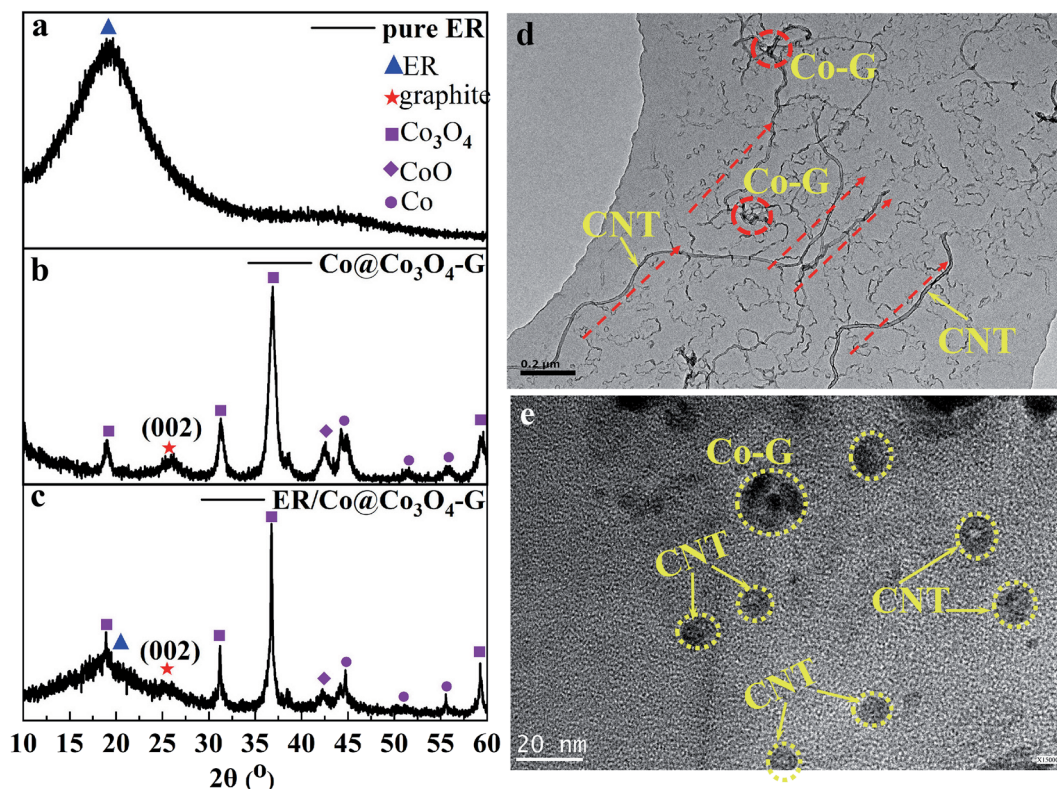 a
pure ER
ER
graphite
Co₃O₄
CoO
Co
b
Co@Co₃O₄-G
(002)
c
ER/Co@Co₃O₄-G
(002)
10 15 20 25 30 35 40 45 50 55 60
2θ (°)
d
Co-G
Co-G
CNT
CNT
0.2 μm
e
Co-G
CNT
CNT
CNT
20 nm
X15000